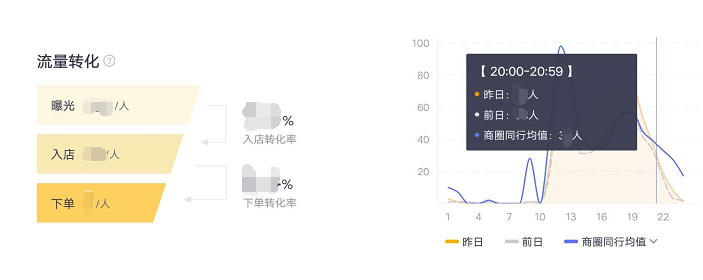 流量转化 ?
曝光 /人
%
入店转化率
入店 /人
%
下单转化率
下单 /人
100
80
60
40
20
【 20:00-20:59 】
昨日： 人
前日： 人
商圈同行均值：3 人
1 4 7 10 13 16 19 22
昨日 前日 商圈同行均值